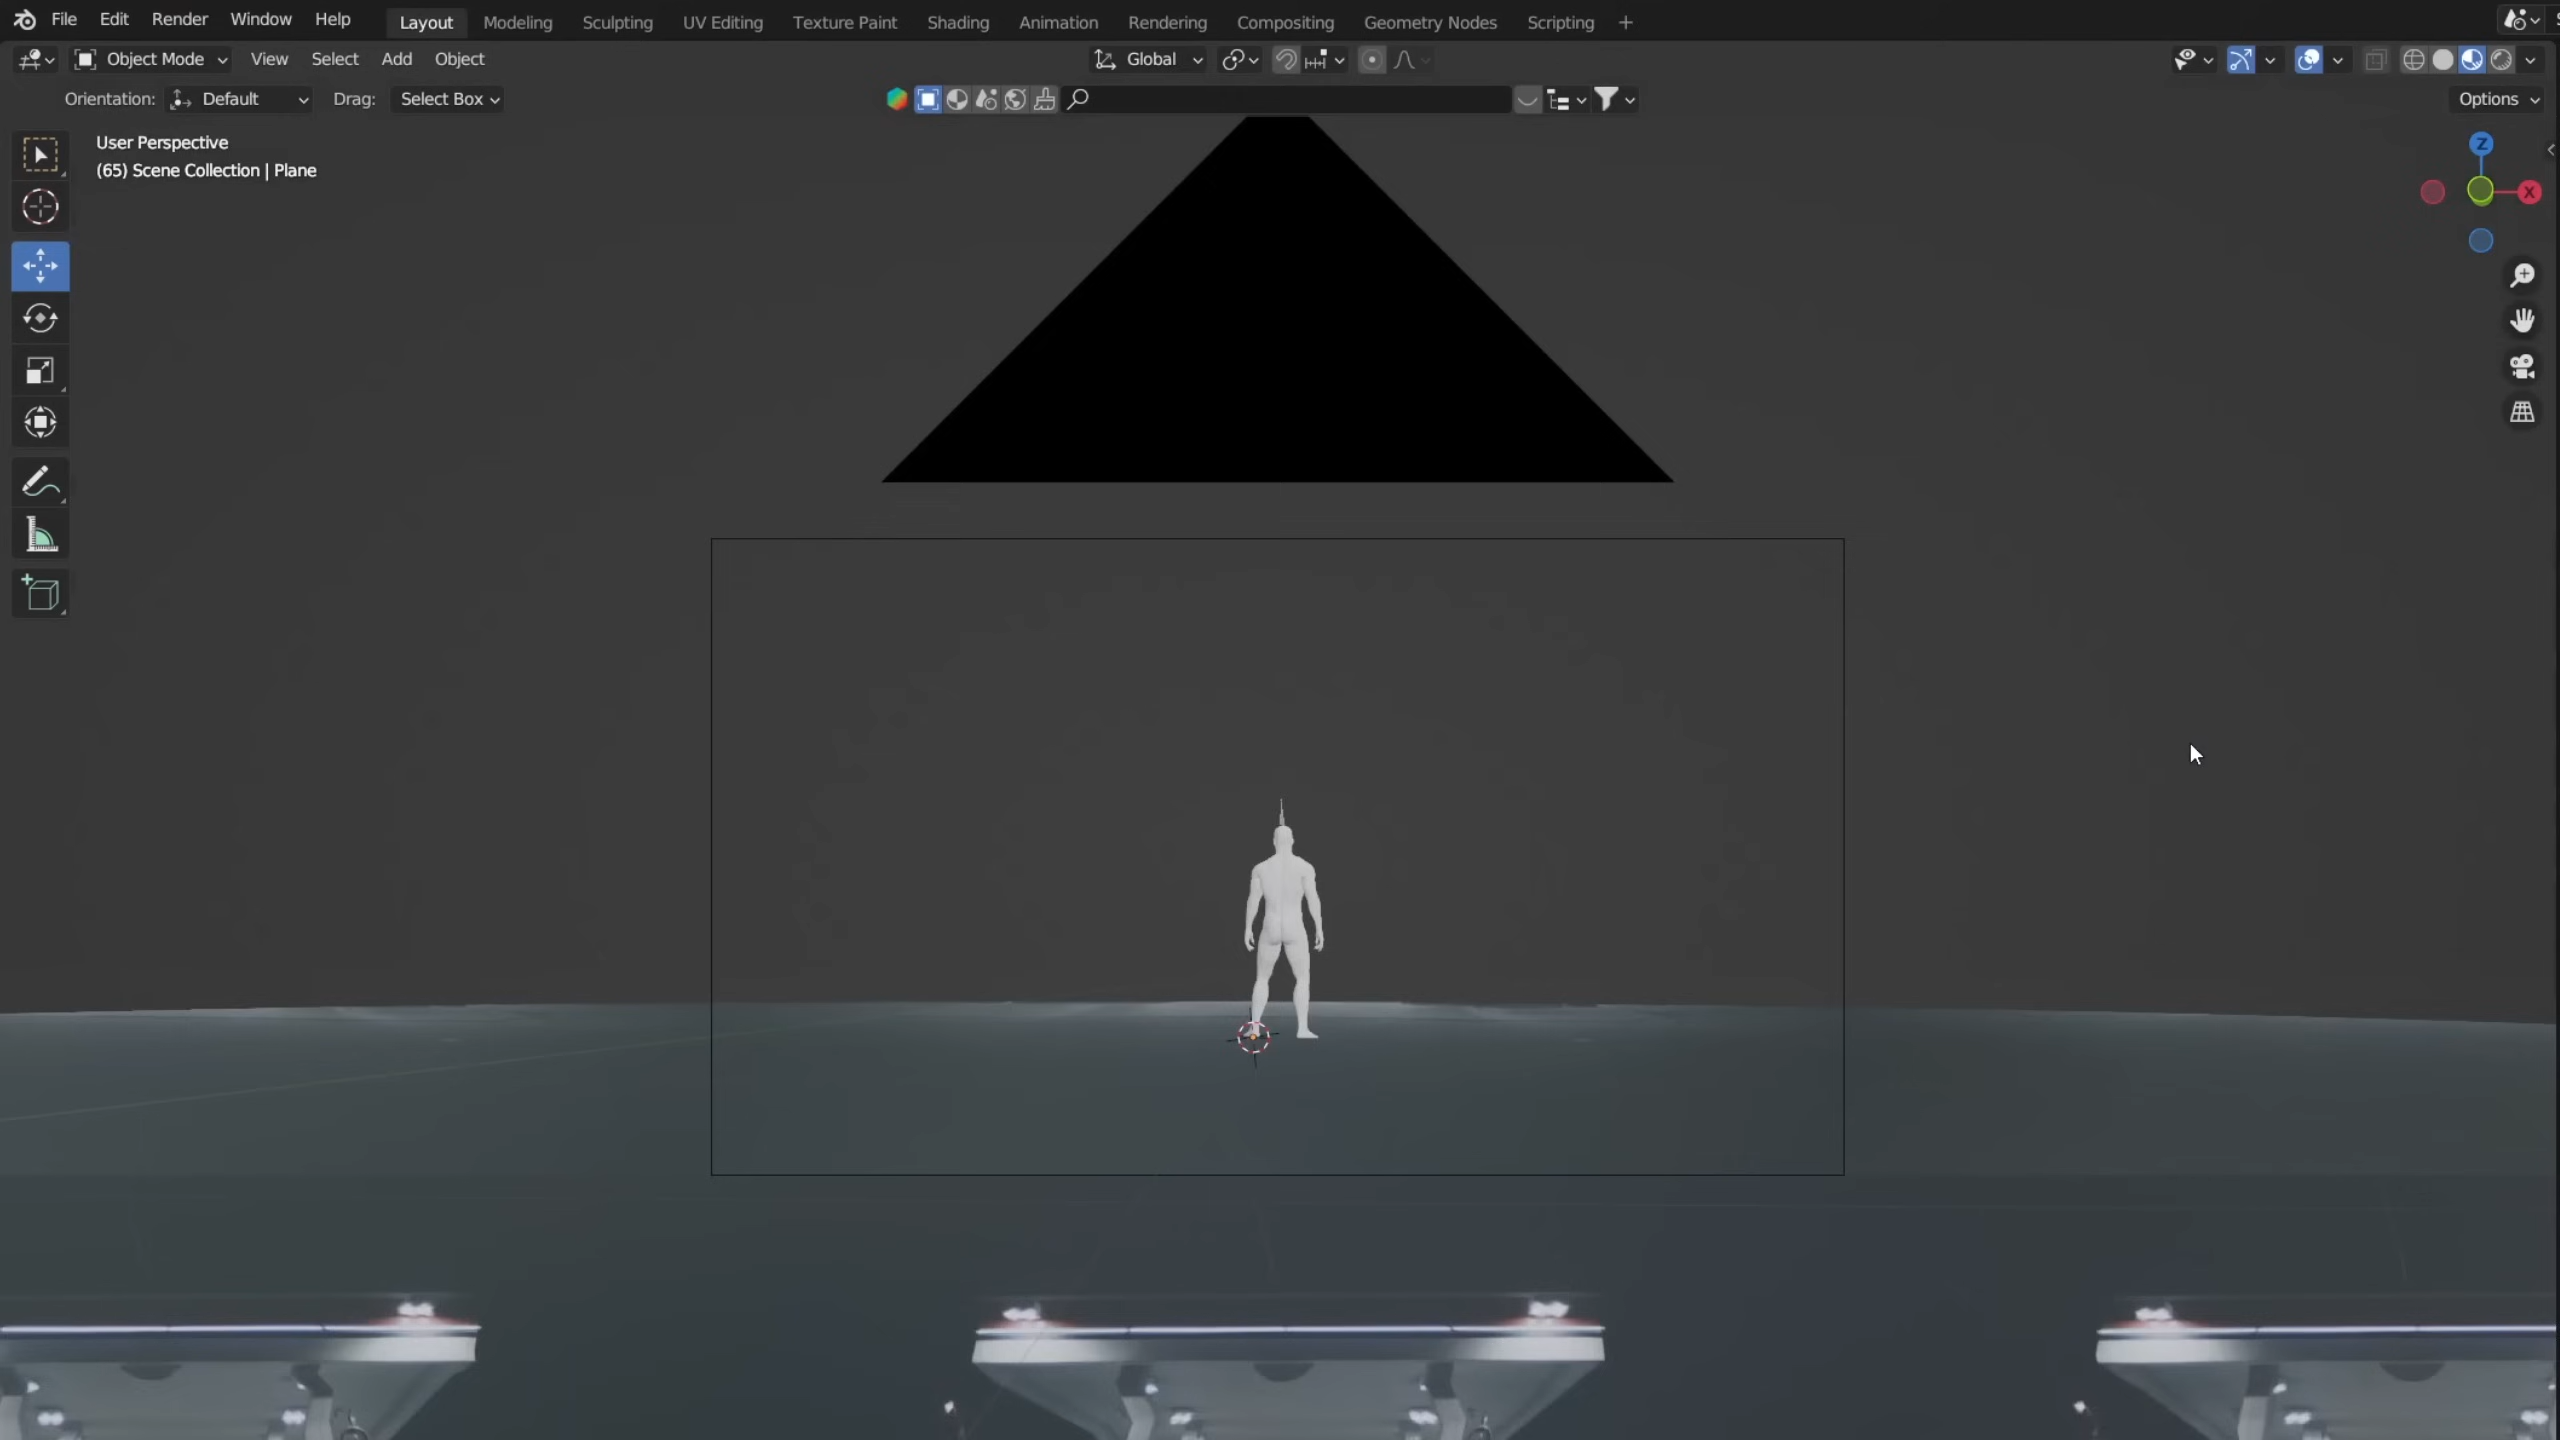 File Edit Render Window Help Layout Modeling Sculpting UV Editing Texture Paint Shading Animation Rendering Compositing Geometry Nodes Scripting +
Object Mode View Select Add Object Global
Orientation: Default Drag: Select Box Options
User Perspective
(65) Scene Collection | Plane
Z
X